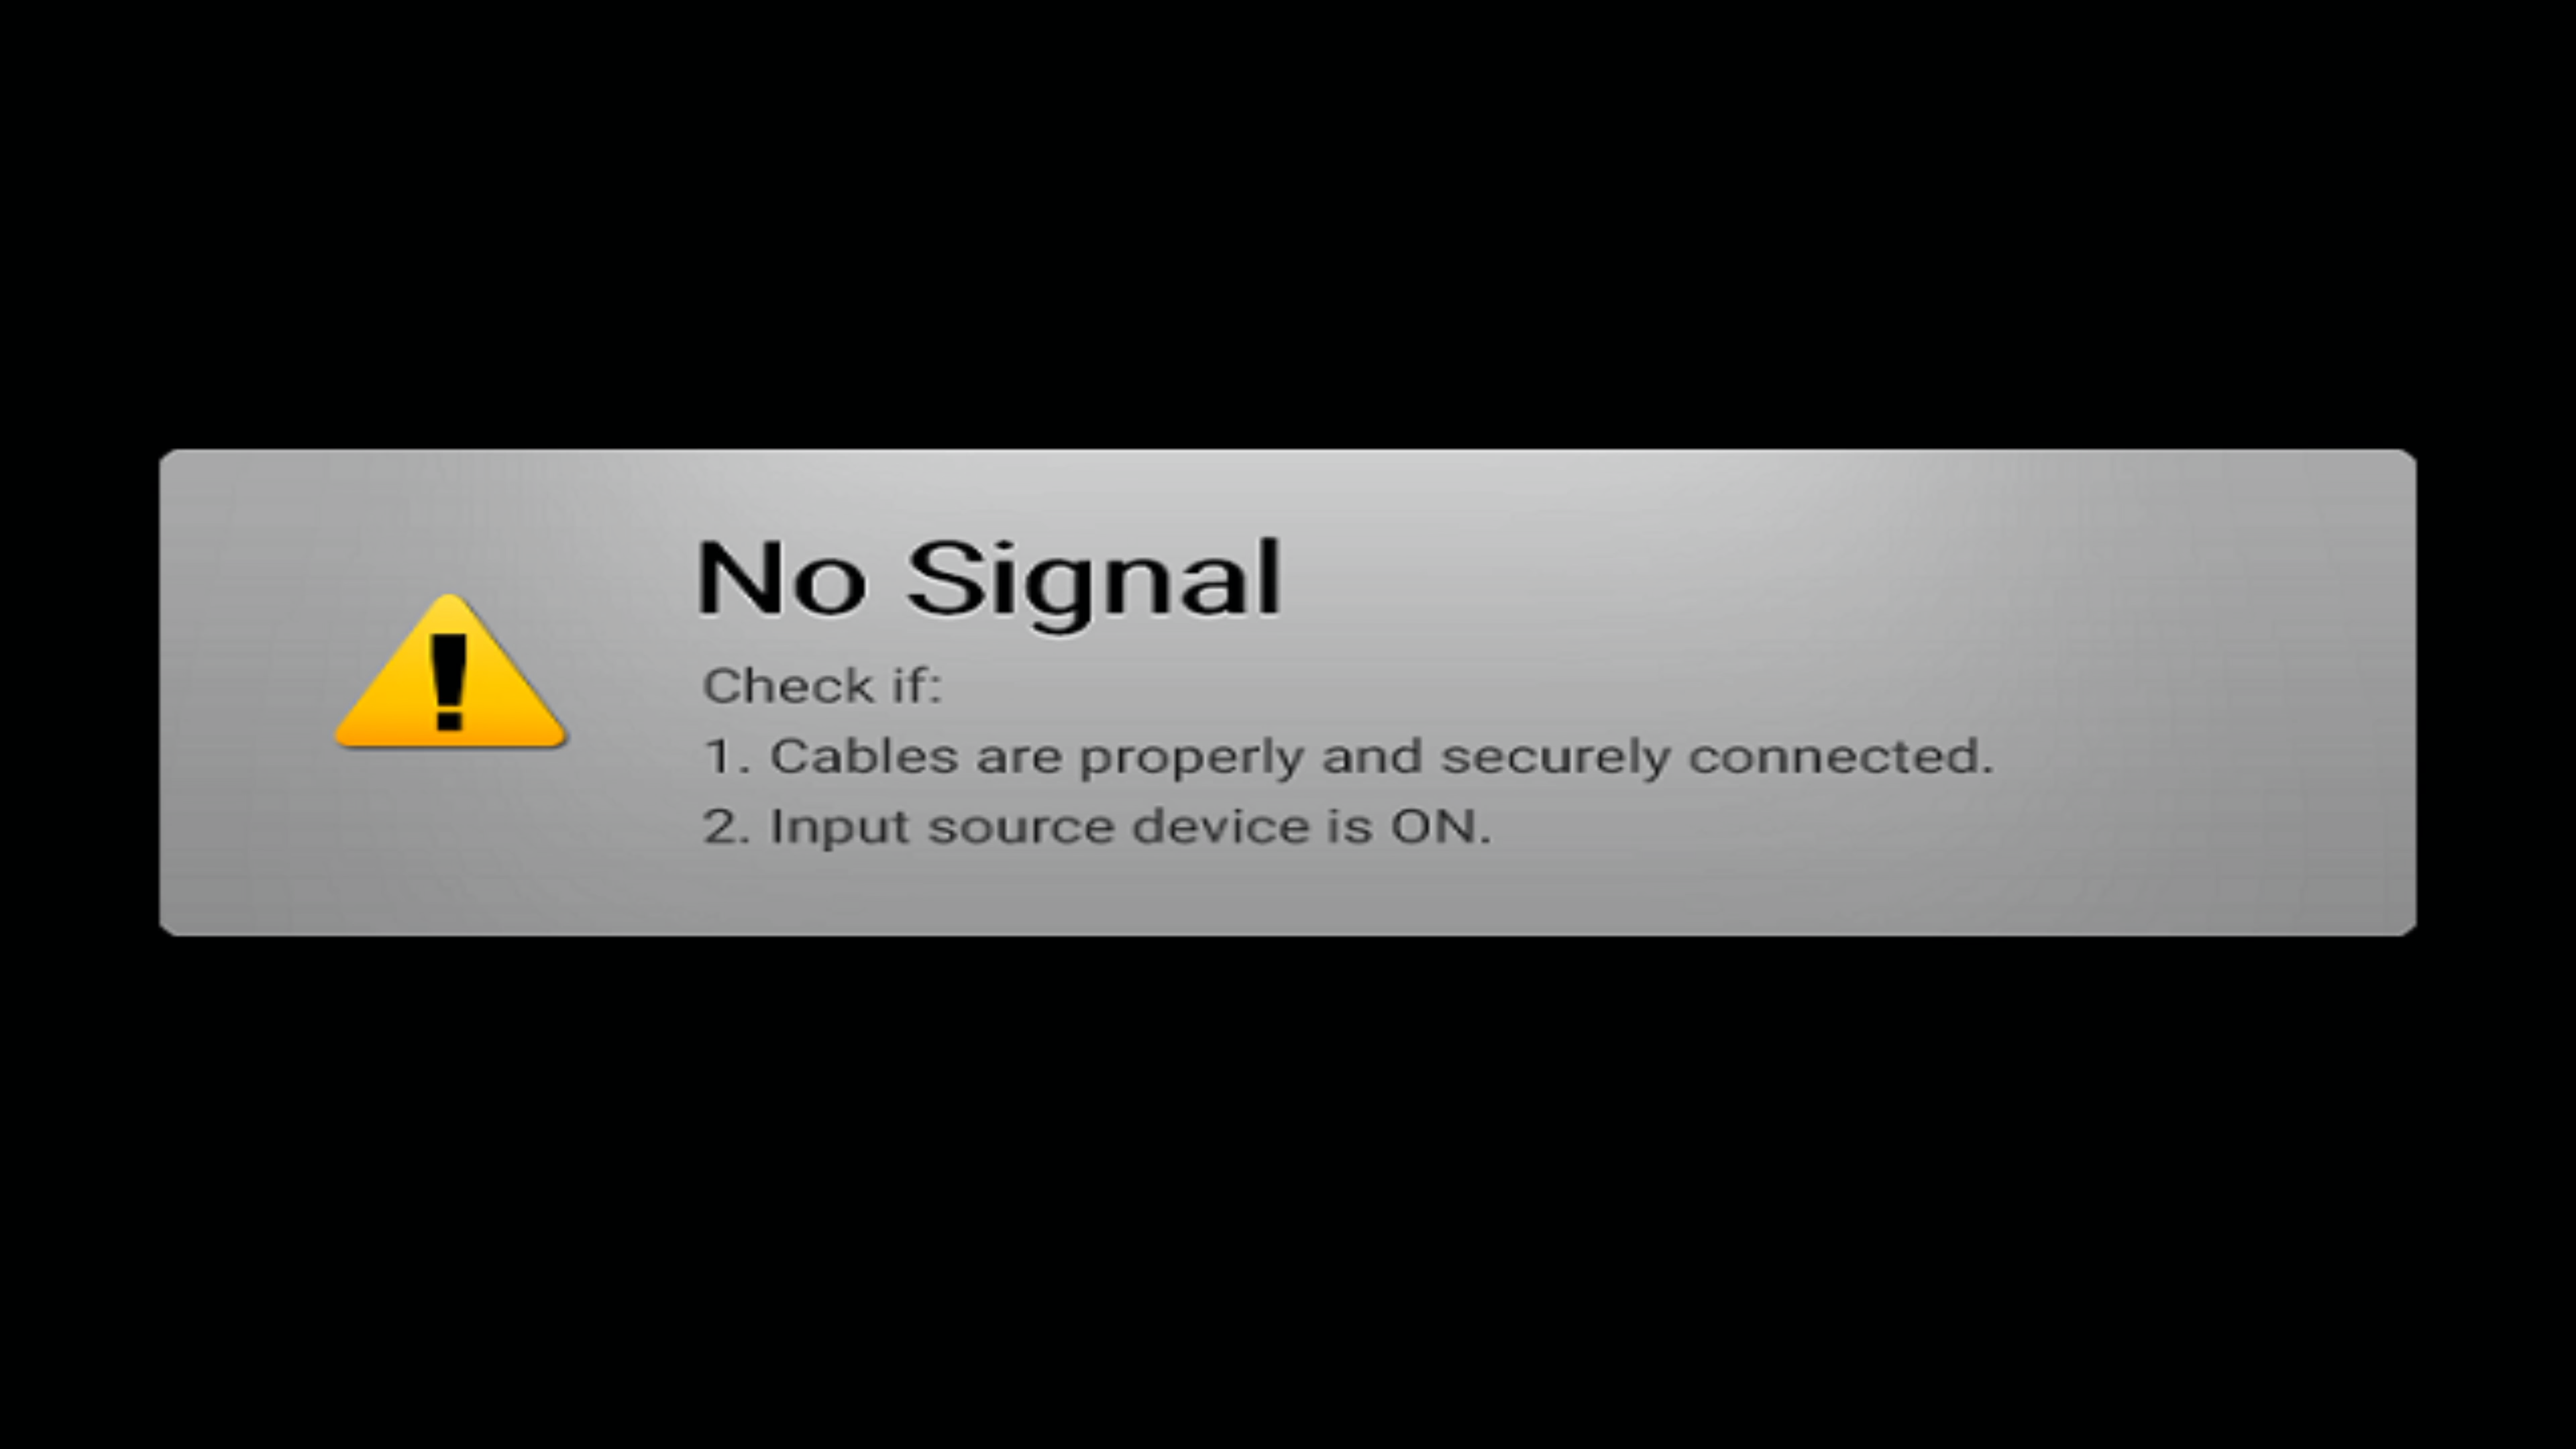 No Signal
Check if:
1. Cables are properly and securely connected.
2. Input source device is ON.